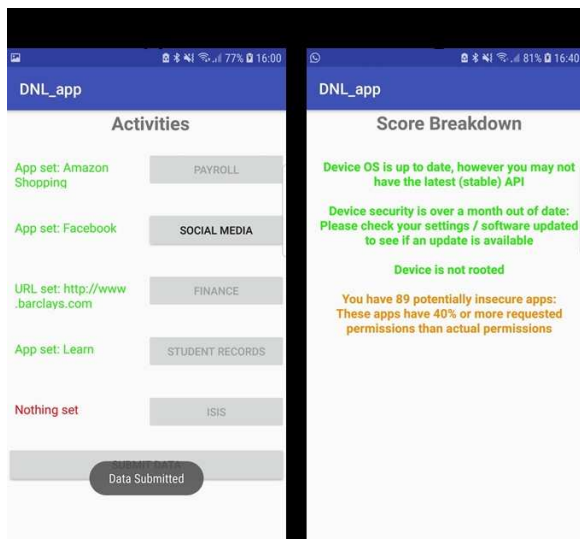 77% 16:00
DNL_app
Activities
App set: Amazon
Shopping
PAYROLL
App set: Facebook
SOCIAL MEDIA
URL set: http://www
.barclays.com
FINANCE
App set: Learn
STUDENT RECORDS
Nothing set
ISIS
SUBMIT DATA
Data Submitted
81% 16:40
DNL_app
Score Breakdown
Device OS is up to date, however you may not
have the latest (stable) API
Device security is over a month out of date:
Please check your settings / software updated
to see if an update is available
Device is not rooted
You have 89 potentially insecure apps:
These apps have 40% or more requested
permissions than actual permissions